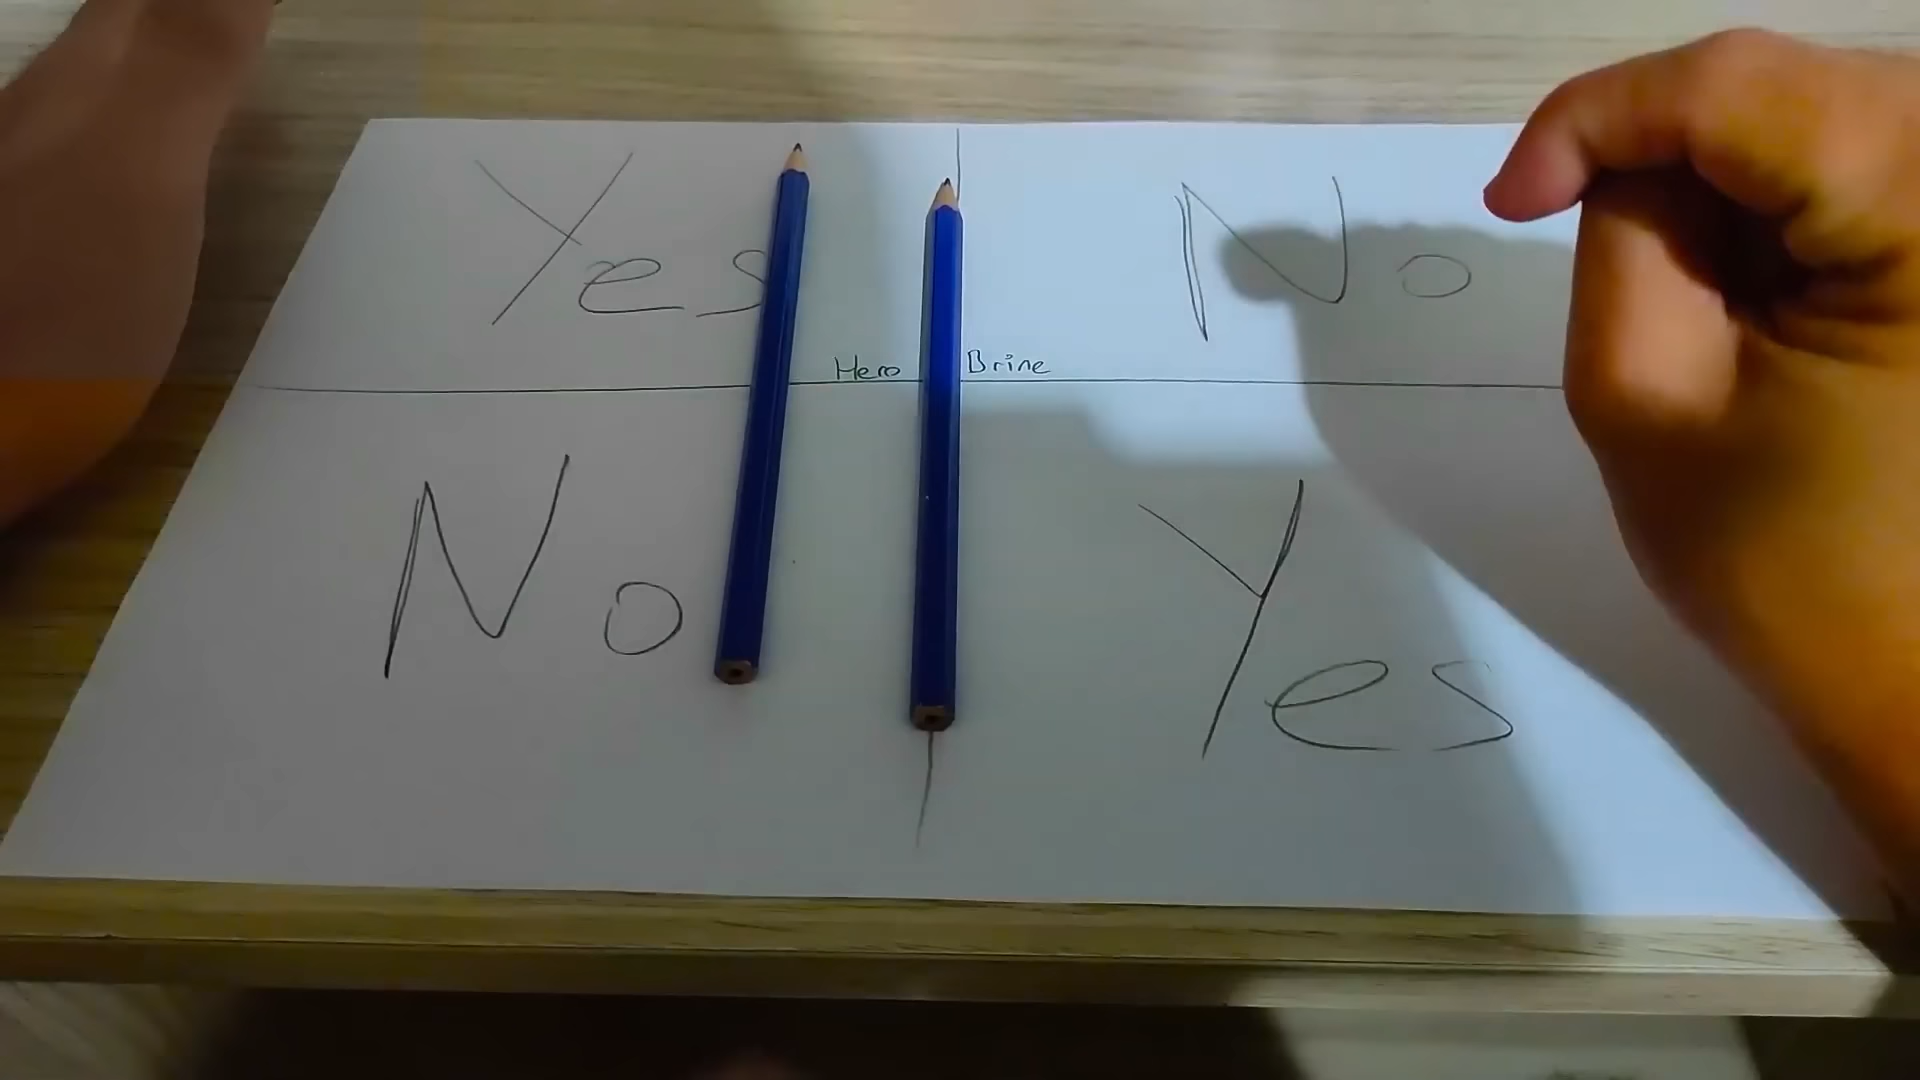 Yes No
Hero Brine
No Yes